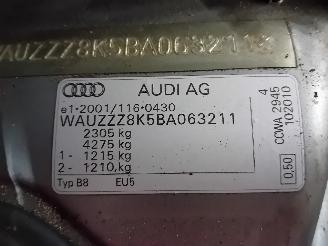 WAUZZZ8K5BA063211
AUDI AG
e1*2001/116*0430
WAUZZZ8K5BA063211
2305 kg
4275 kg
1- 1215 kg
2- 1210 kg
Typ B8 EU5
CCWA 2945 4
102010
0,50